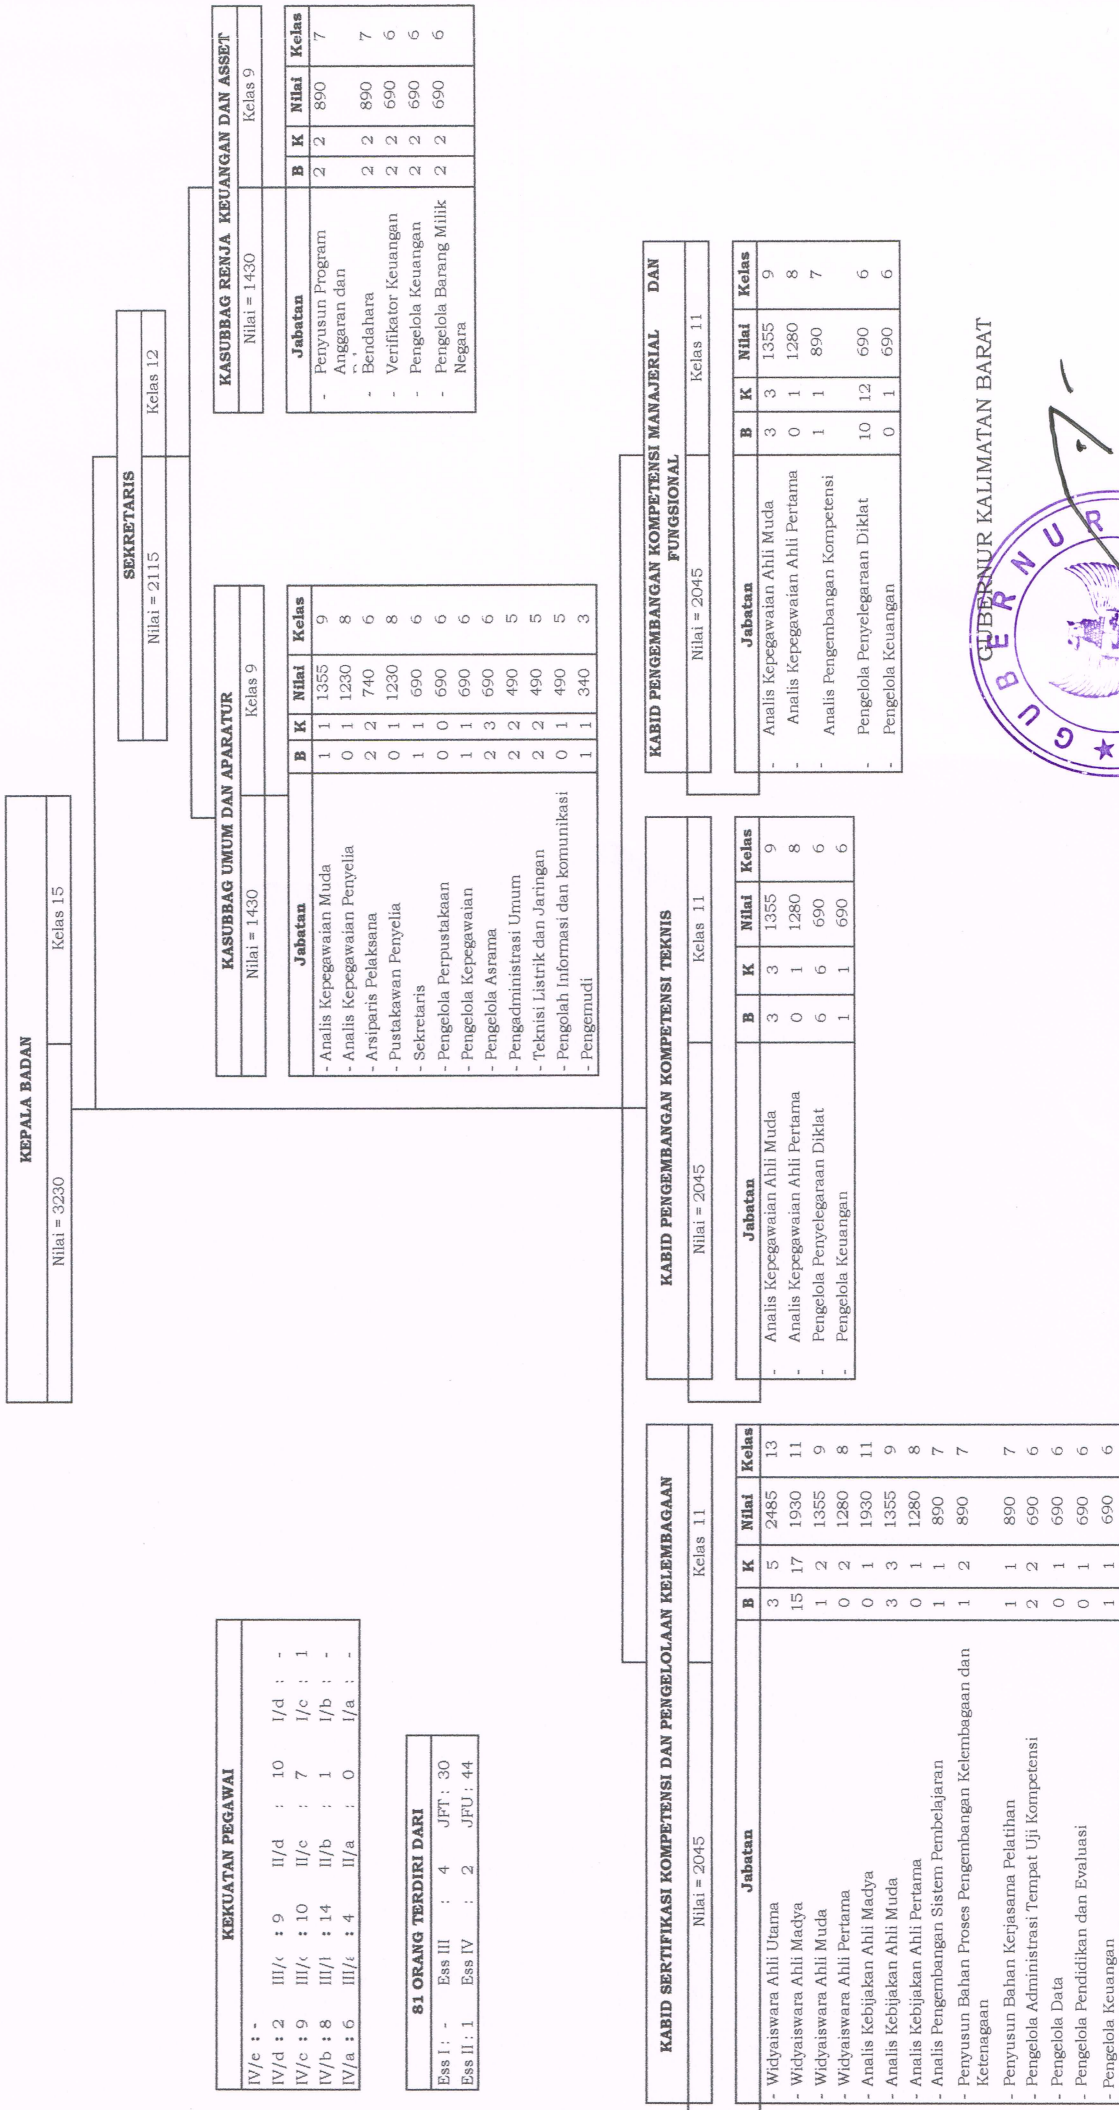 KEPALA BADAN
Nilai = 3230 Kelas 15
SEKRETARIS
Nilai = 2115 Kelas 12
KEKUATAN PEGAWAI
IV/e : -
IV/d : 2 III/ : 9 II/d : 10 I/d : -
IV/c : 9 III/ : 10 II/c : 7 I/c : 1
IV/b : 8 III/ : 14 II/b : 1 I/b : -
IV/a : 6 III/ : 4 II/a : 0 I/a : -
81 ORANG TERDIRI DARI
Ess I : - Ess III : 4 JFT : 30
Ess II : 1 Ess IV : 2 JFU : 44
KASUBBAG UMUM DAN APARATUR
Nilai = 1430 Kelas 9
Jabatan B K Nilai Kelas
- Analis Kepegawaian Muda 1 1 1355 9
- Analis Kepegawaian Penyelia 0 1 1230 8
- Arsiparis Pelaksana 2 2 740 6
- Pustakawan Penyelia 0 1 1230 8
- Sekretaris 1 1 690 6
- Pengelola Perpustakaan 0 0 690 6
- Pengelola Kepegawaian 1 1 690 6
- Pengelola Asrama 2 3 690 6
- Pengadministrasi Umum 2 2 490 5
- Teknisi Listrik dan Jaringan 2 2 490 5
- Pengolah Informasi dan komunikasi 0 1 490 5
- Pengemudi 1 1 340 3
KASUBBAG RENJA KEUANGAN DAN ASSET
Nilai = 1430 Kelas 9
Jabatan B K Nilai Kelas
- Penyusun Program 2 2 890 7
Anggaran dan
- Bendahara 2 2 890 7
- Verifikator Keuangan 2 2 690 6
- Pengelola Keuangan 2 2 690 6
- Pengelola Barang Milik 2 2 690 6
Negara
KABID SERTIFIKASI KOMPETENSI DAN PENGELOLAAN KELEMBAGAAN
Nilai = 2045 Kelas 11
Jabatan B K Nilai Kelas
- Widyaiswara Ahli Utama 3 5 2485 13
- Widyaiswara Ahli Madya 15 17 1930 11
- Widyaiswara Ahli Muda 1 2 1355 9
- Widyaiswara Ahli Pertama 0 2 1280 8
- Analis Kebijakan Ahli Madya 0 1 1930 11
- Analis Kebijakan Ahli Muda 3 3 1355 9
- Analis Kebijakan Ahli Pertama 0 1 1280 8
- Analis Pengembangan Sistem Pembelajaran 1 1 890 7
- Penyusun Bahan Proses Pengembangan Kelembagaan dan 1 2 890 7
Ketenagaan
- Penyusun Bahan Kerjasama Pelatihan 1 1 890 7
- Pengelola Administrasi Tempat Uji Kompetensi 2 2 690 6
- Pengelola Data 0 1 690 6
- Pengelola Pendidikan dan Evaluasi 0 1 690 6
- Pengelola Keuangan 1 1 690 6
KABID PENGEMBANGAN KOMPETENSI TEKNIS
Nilai = 2045 Kelas 11
Jabatan B K Nilai Kelas
- Analis Kepegawaian Ahli Muda 3 3 1355 9
- Analis Kepegawaian Ahli Pertama 0 1 1280 8
- Pengelola Penyelegaraan Diklat 6 6 690 6
- Pengelola Keuangan 1 1 690 6
KABID PENGEMBANGAN KOMPETENSI MANAJERIAL DAN
FUNGSIONAL
Nilai = 2045 Kelas 11
Jabatan B K Nilai Kelas
- Analis Kepegawaian Ahli Muda 3 3 1355 9
- Analis Kepegawaian Ahli Pertama 0 1 1280 8
- Analis Pengembangan Kompetensi 1 1 890 7
- Pengelola Penyelegaraan Diklat 10 12 690 6
- Pengelola Keuangan 0 1 690 6
GUBERNUR KALIMATAN BARAT
GUBERNUR